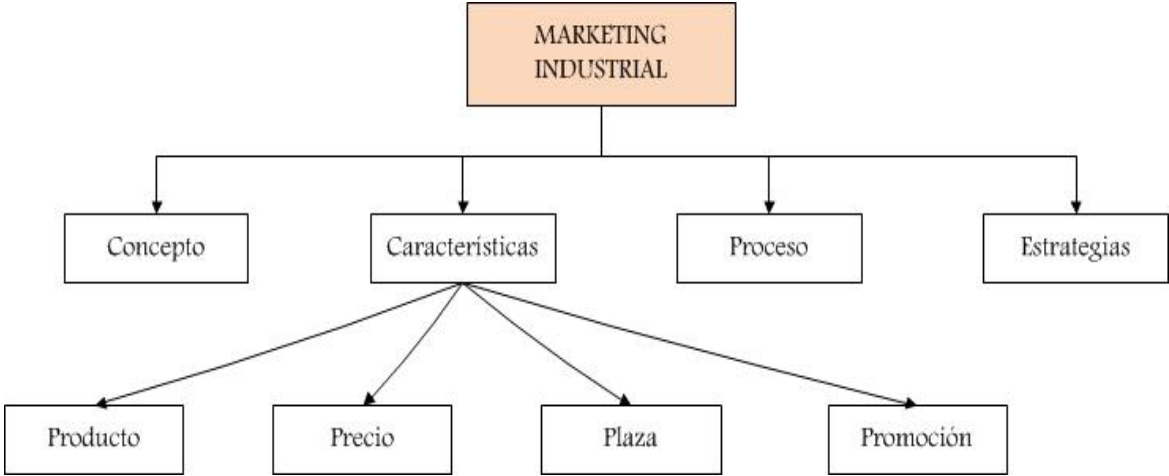 MARKETING
INDUSTRIAL
Concepto
Características
Proceso
Estrategias
Producto
Precio
Plaza
Promoción